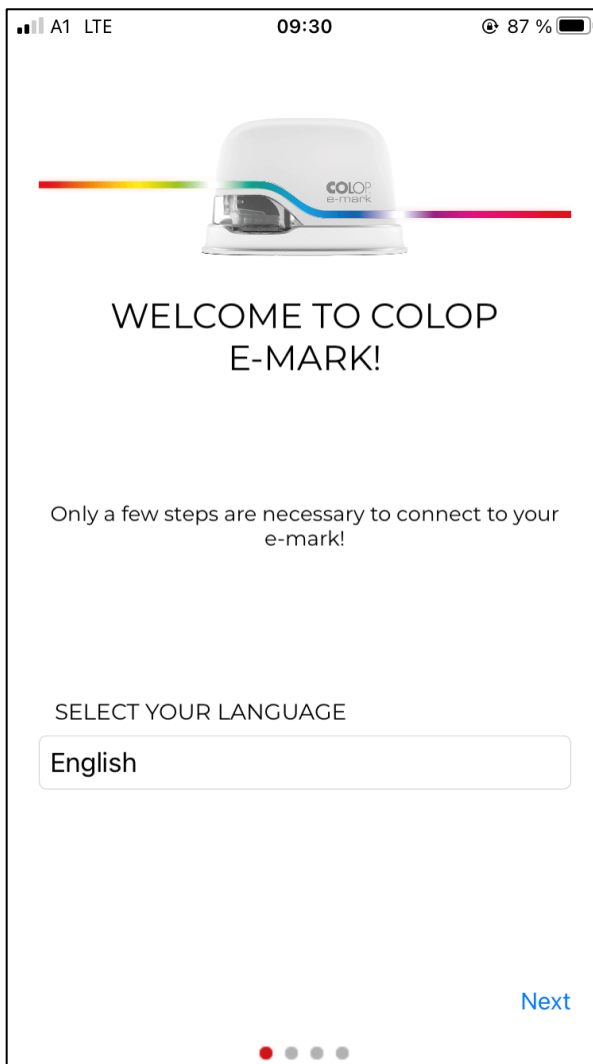 A1 LTE 09:30 87 %
COLOP
e-mark
WELCOME TO COLOP
E-MARK!
Only a few steps are necessary to connect to your
e-mark!
SELECT YOUR LANGUAGE
English
Next